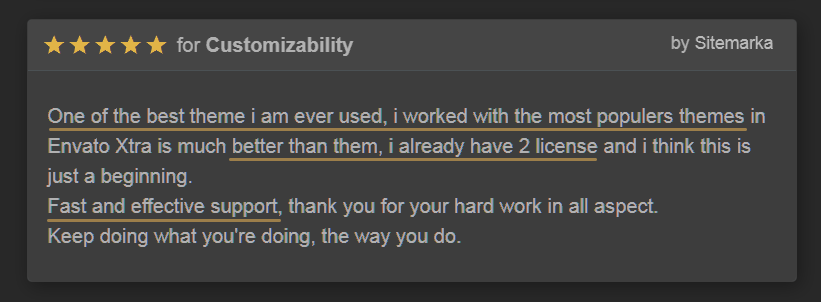 for Customizability by Sitemarka
One of the best theme i am ever used, i worked with the most populers themes in
Envato Xtra is much better than them, i already have 2 license and i think this is
just a beginning.
Fast and effective support, thank you for your hard work in all aspect.
Keep doing what you're doing, the way you do.